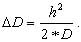 ΔD = h² / 2 * D .